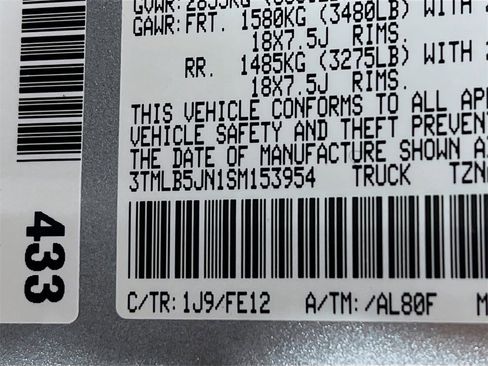 GAWR: FRT. 1580KG (3480LB) WITH
18X7.5J RIMS.
RR. 1485KG (3275LB) WITH
18X7.5J RIMS.
THIS VEHICLE CONFORMS TO ALL
VEHICLE SAFETY AND THEFT
THE DATE OF MANUFACTURE SHOWN
3TMLB5JN1SM153954 TRUCK
C/TR: 1J9/FE12 A/TM: /AL80F
433